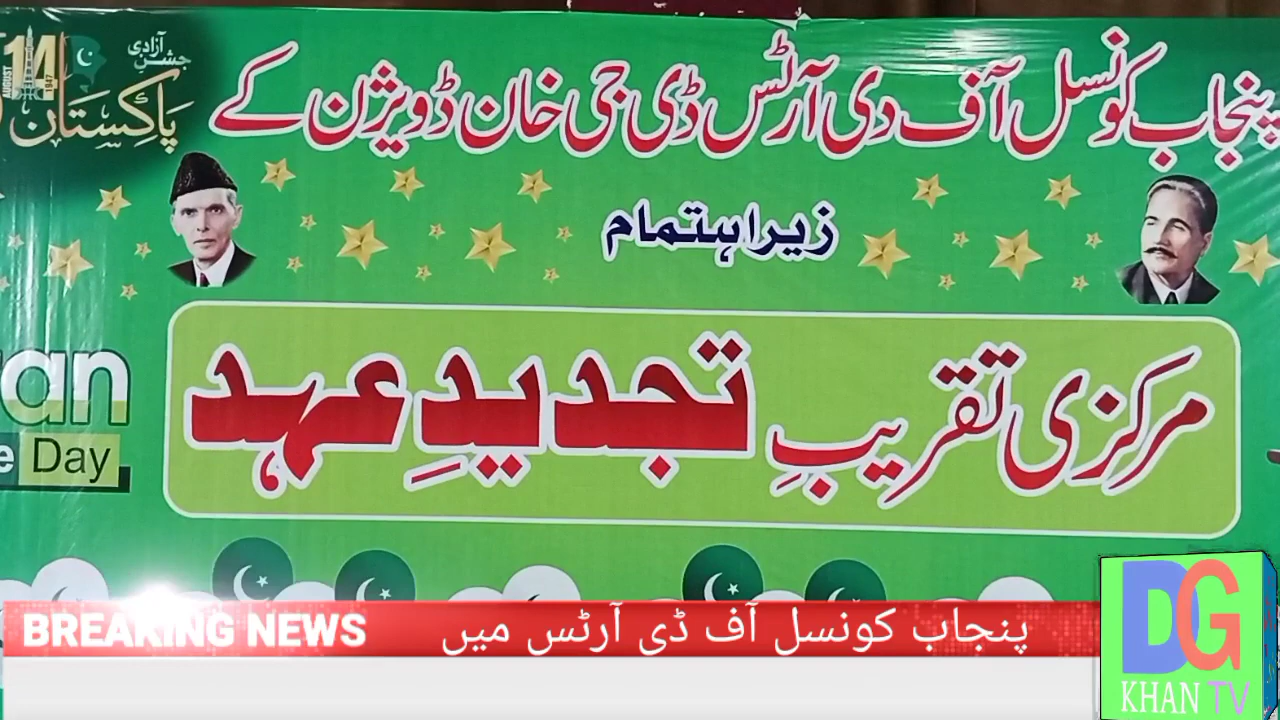 14
AUGUST
1947
جشنِ آزادی
پاکستان
پنجاب کونسل آف دی آرٹس ڈی جی خان ڈویژن کے
زیر اہتمام
مرکزی تقریبِ تجدیدِ عہد
an
e Day
BREAKING NEWS
پنجاب کونسل آف ڈی آرٹس میں
DG
KHAN TV